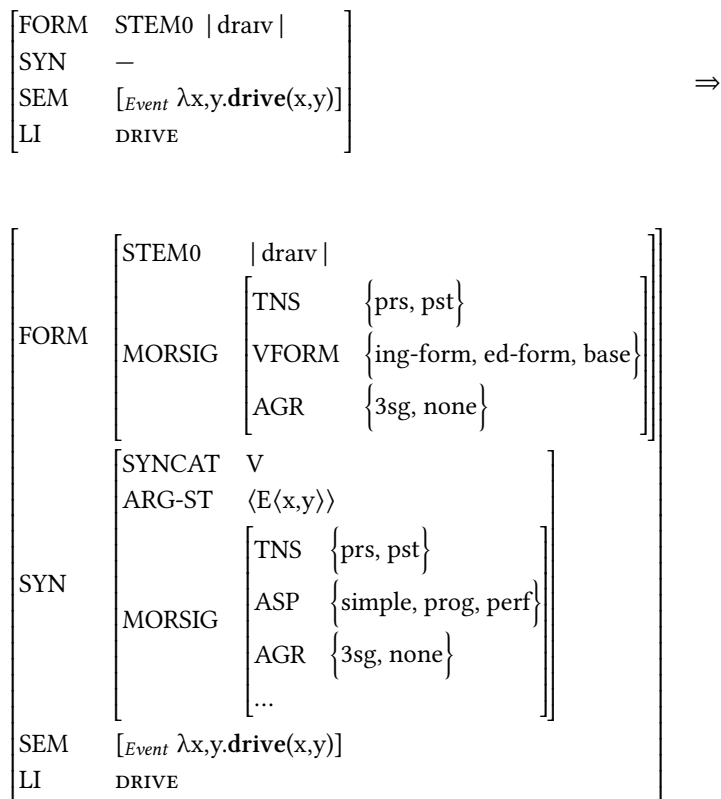 FORM STEM0 | draɪv |
SYN —
SEM [Event λx,y.drive(x,y)]
LI DRIVE
⇒
STEM0 | draɪv |
TNS {prs, pst}
FORM MORSIG VFORM {ing-form, ed-form, base}
AGR {3sg, none}
SYNCAT V
ARG-ST ⟨E⟨x,y⟩⟩
TNS {prs, pst}
SYN MORSIG ASP {simple, prog, perf}
AGR {3sg, none}
...
SEM [Event λx,y.drive(x,y)]
LI DRIVE